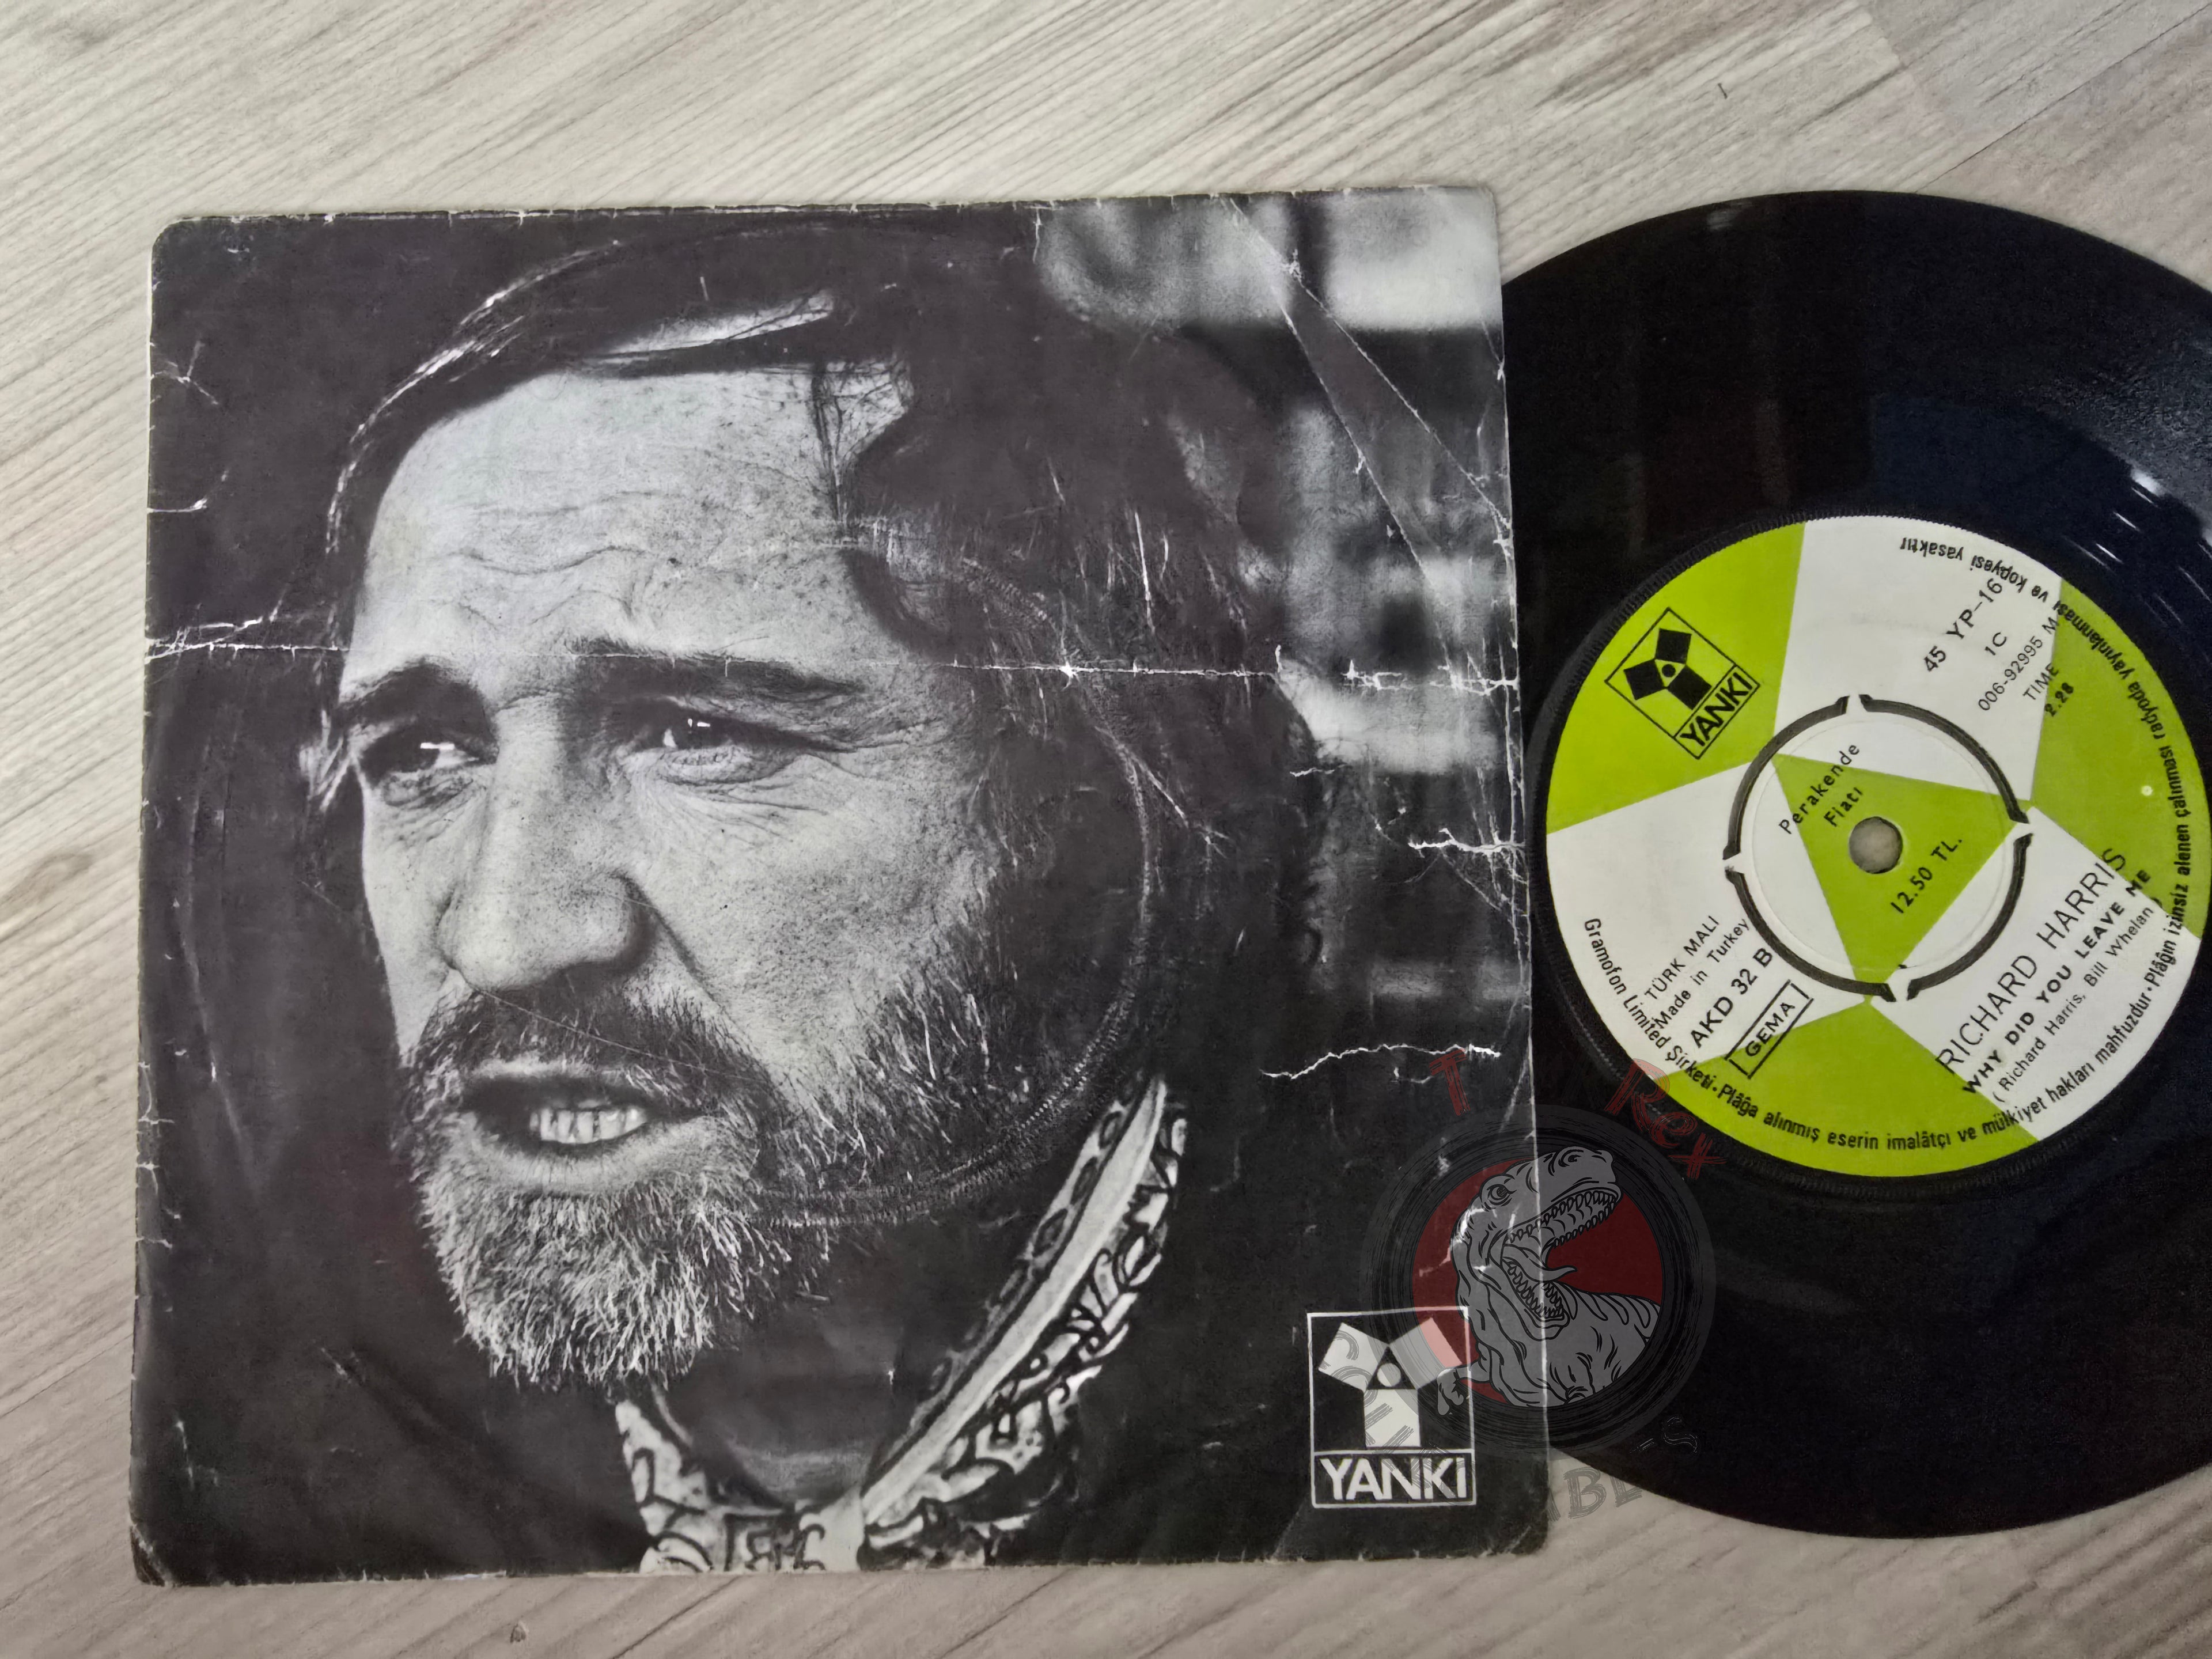 YANKI
YANKI
45 YP-16
1C
006-92995 M
TIME
2.28
Perakende
Fiatı
12.50 TL.
TÜRK MALI
Made in Turkey
AKD 32 B
GEMA
RICHARD HARRIS
WHY DID YOU LEAVE ME
(Richard Harris, Bill Whelan)
Gramofon Limited Şirketi • Plâğa alınmış eserin imalâtçı ve mülkiyet hakları mahfuzdur • Plâğın izinsiz alenen çalınması radyoda yayınlanması ve kopyesi yasaktır
T Rex